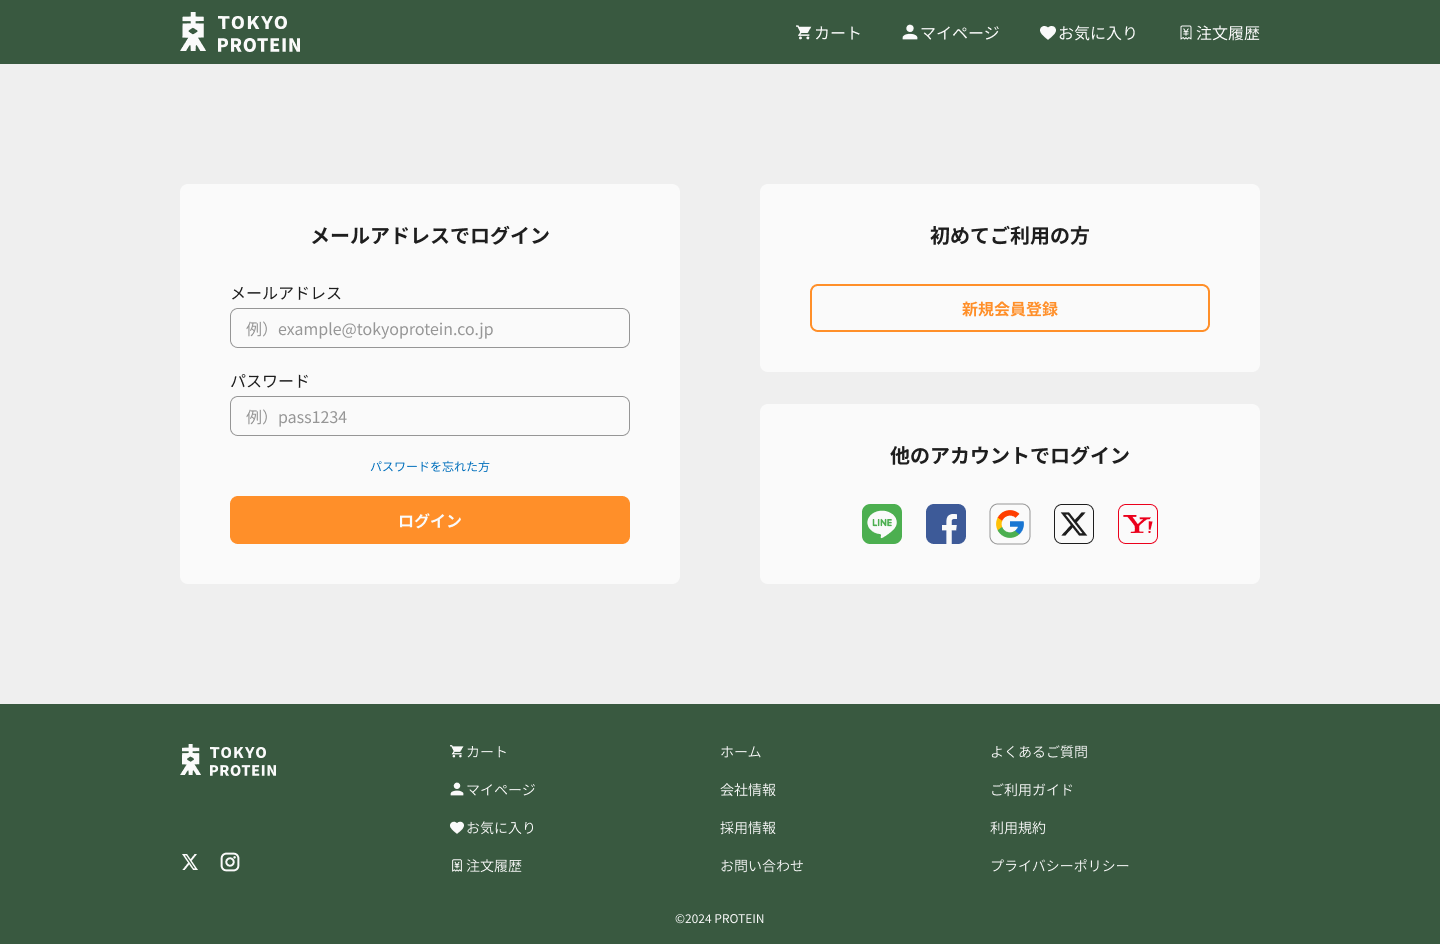 TOKYO
PROTEIN
カート
マイページ
お気に入り
注文履歴
メールアドレスでログイン
メールアドレス
例）example@tokyoprotein.co.jp
パスワード
例）pass1234
パスワードを忘れた方
ログイン
初めてご利用の方
新規会員登録
他のアカウントでログイン
LINE
Y!
TOKYO
PROTEIN
カート
マイページ
お気に入り
注文履歴
ホーム
会社情報
採用情報
お問い合わせ
よくあるご質問
ご利用ガイド
利用規約
プライバシーポリシー
©2024 PROTEIN